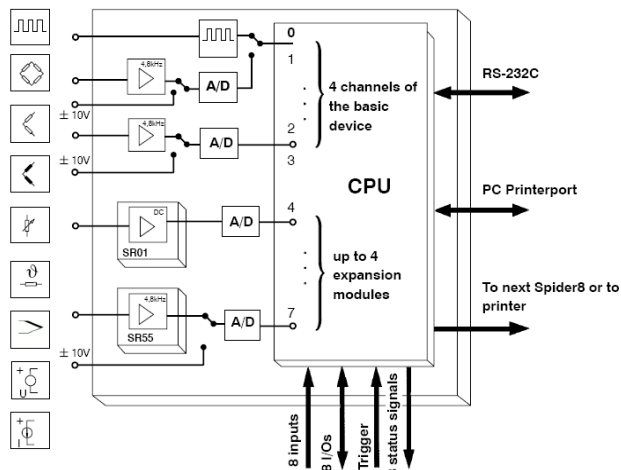 0
1
4,8kHz
A/D
± 10V
4 channels of
the basic
device
RS-232C
4,8kHz
A/D
2
3
± 10V
CPU
PC Printerport
DC
SR01
A/D
4
up to 4
expansion
modules
ϑ
4,8kHz
SR55
A/D
7
± 10V
To next Spider8 or to
printer
+
U
+
I
8 inputs
8 I/Os
Trigger
status signals